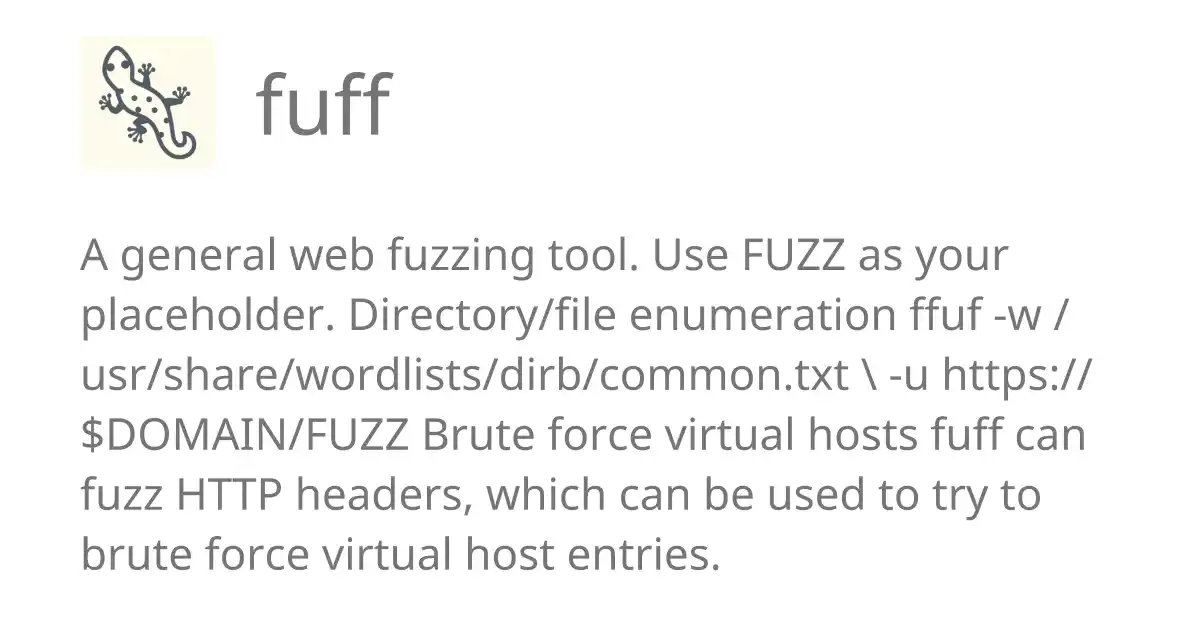 fuff
A general web fuzzing tool. Use FUZZ as your
placeholder. Directory/file enumeration ffuf -w /
usr/share/wordlists/dirb/common.txt \ -u https://
$DOMAIN/FUZZ Brute force virtual hosts fuff can
fuzz HTTP headers, which can be used to try to
brute force virtual host entries.